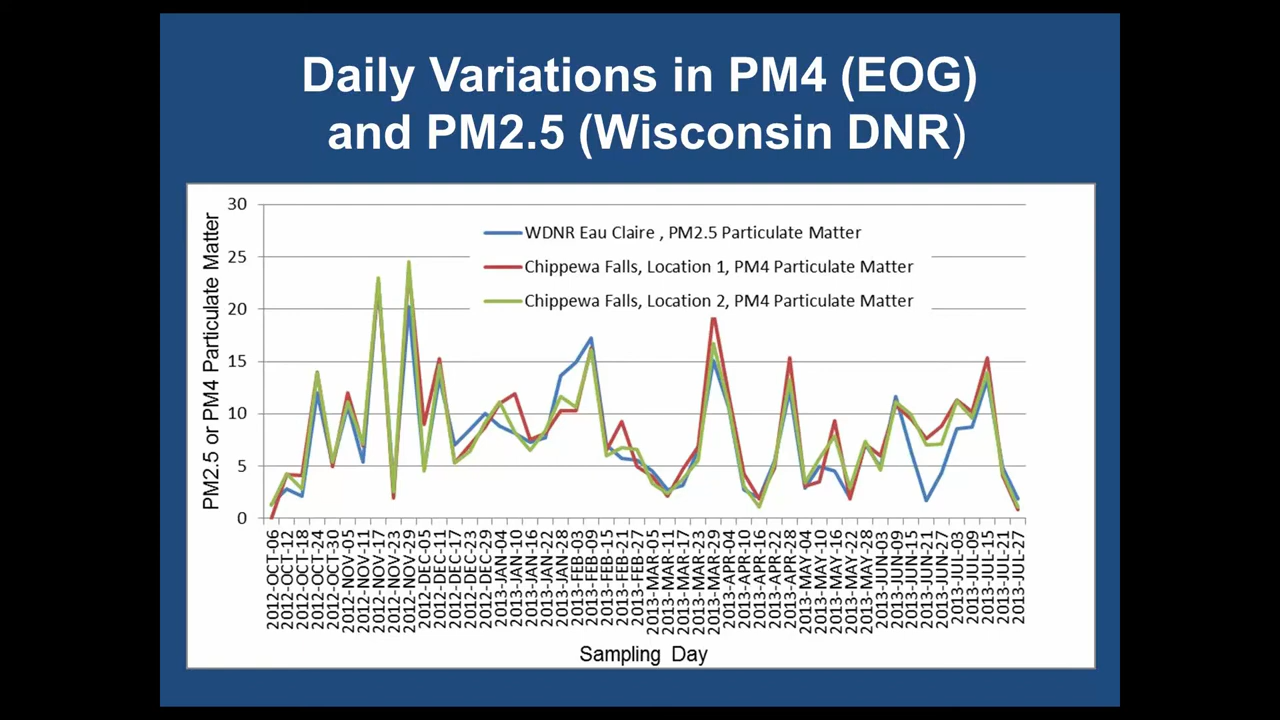 Daily Variations in PM4 (EOG)
and PM2.5 (Wisconsin DNR)
PM2.5 or PM4 Particulate Matter
30
25
20
15
10
5
0
WDNR Eau Claire , PM2.5 Particulate Matter
Chippewa Falls, Location 1, PM4 Particulate Matter
Chippewa Falls, Location 2, PM4 Particulate Matter
2012-OCT-06
2012-OCT-12
2012-OCT-18
2012-OCT-24
2012-OCT-30
2012-NOV-05
2012-NOV-11
2012-NOV-17
2012-NOV-23
2012-NOV-29
2012-DEC-05
2012-DEC-11
2012-DEC-17
2012-DEC-23
2012-DEC-29
2013-JAN-04
2013-JAN-10
2013-JAN-16
2013-JAN-22
2013-JAN-28
2013-FEB-03
2013-FEB-09
2013-FEB-15
2013-FEB-21
2013-FEB-27
2013-MAR-05
2013-MAR-11
2013-MAR-17
2013-MAR-23
2013-MAR-29
2013-APR-04
2013-APR-10
2013-APR-16
2013-APR-22
2013-APR-28
2013-MAY-04
2013-MAY-10
2013-MAY-16
2013-MAY-22
2013-MAY-28
2013-JUN-03
2013-JUN-09
2013-JUN-15
2013-JUN-21
2013-JUN-27
2013-JUL-03
2013-JUL-09
2013-JUL-15
2013-JUL-21
2013-JUL-27
Sampling Day